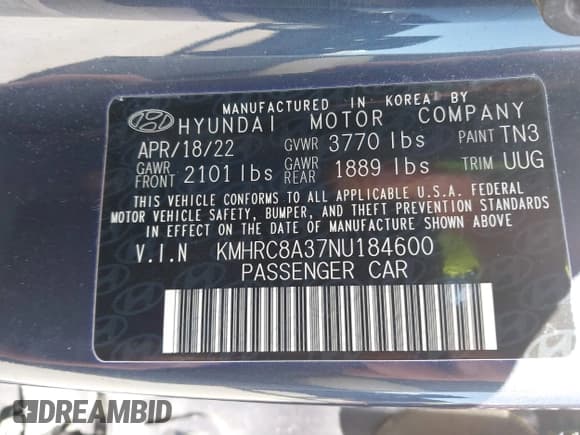 MANUFACTURED IN KOREA BY
HYUNDAI MOTOR COMPANY
APR/18/22 GVWR 3770 lbs PAINT TN3
GAWR FRONT 2101 lbs GAWR REAR 1889 lbs TRIM UUG
THIS VEHICLE CONFORMS TO ALL APPLICABLE U.S.A. FEDERAL
MOTOR VEHICLE SAFETY, BUMPER, AND THEFT PREVENTION STANDARDS
IN EFFECT ON THE DATE OF MANUFACTURE SHOWN ABOVE
V.I.N KMHRC8A37NU184600
PASSENGER CAR
DREAMBID